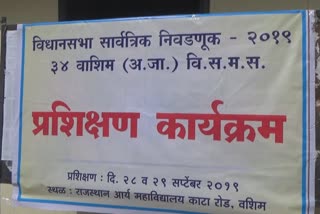 विधानसभा सार्वत्रिक निवडणूक - २०१९
३४ वाशिम (अ.जा.) वि.स.म.स.
प्रशिक्षण कार्यक्रम
प्रशिक्षण : दि. २८ व २९ सप्टेंबर २०१९
स्थळ : राजस्थान आर्य महाविद्यालय काटा रोड, वशिम